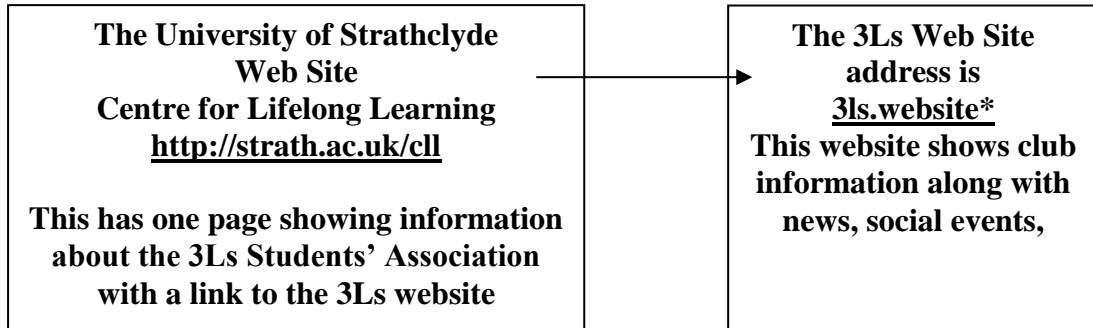 The University of Strathclyde
Web Site
Centre for Lifelong Learning
http://strath.ac.uk/cll
This has one page showing information
about the 3Ls Students’ Association
with a link to the 3Ls website
The 3Ls Web Site
address is
3ls.website*
This website shows club
information along with
news, social events,